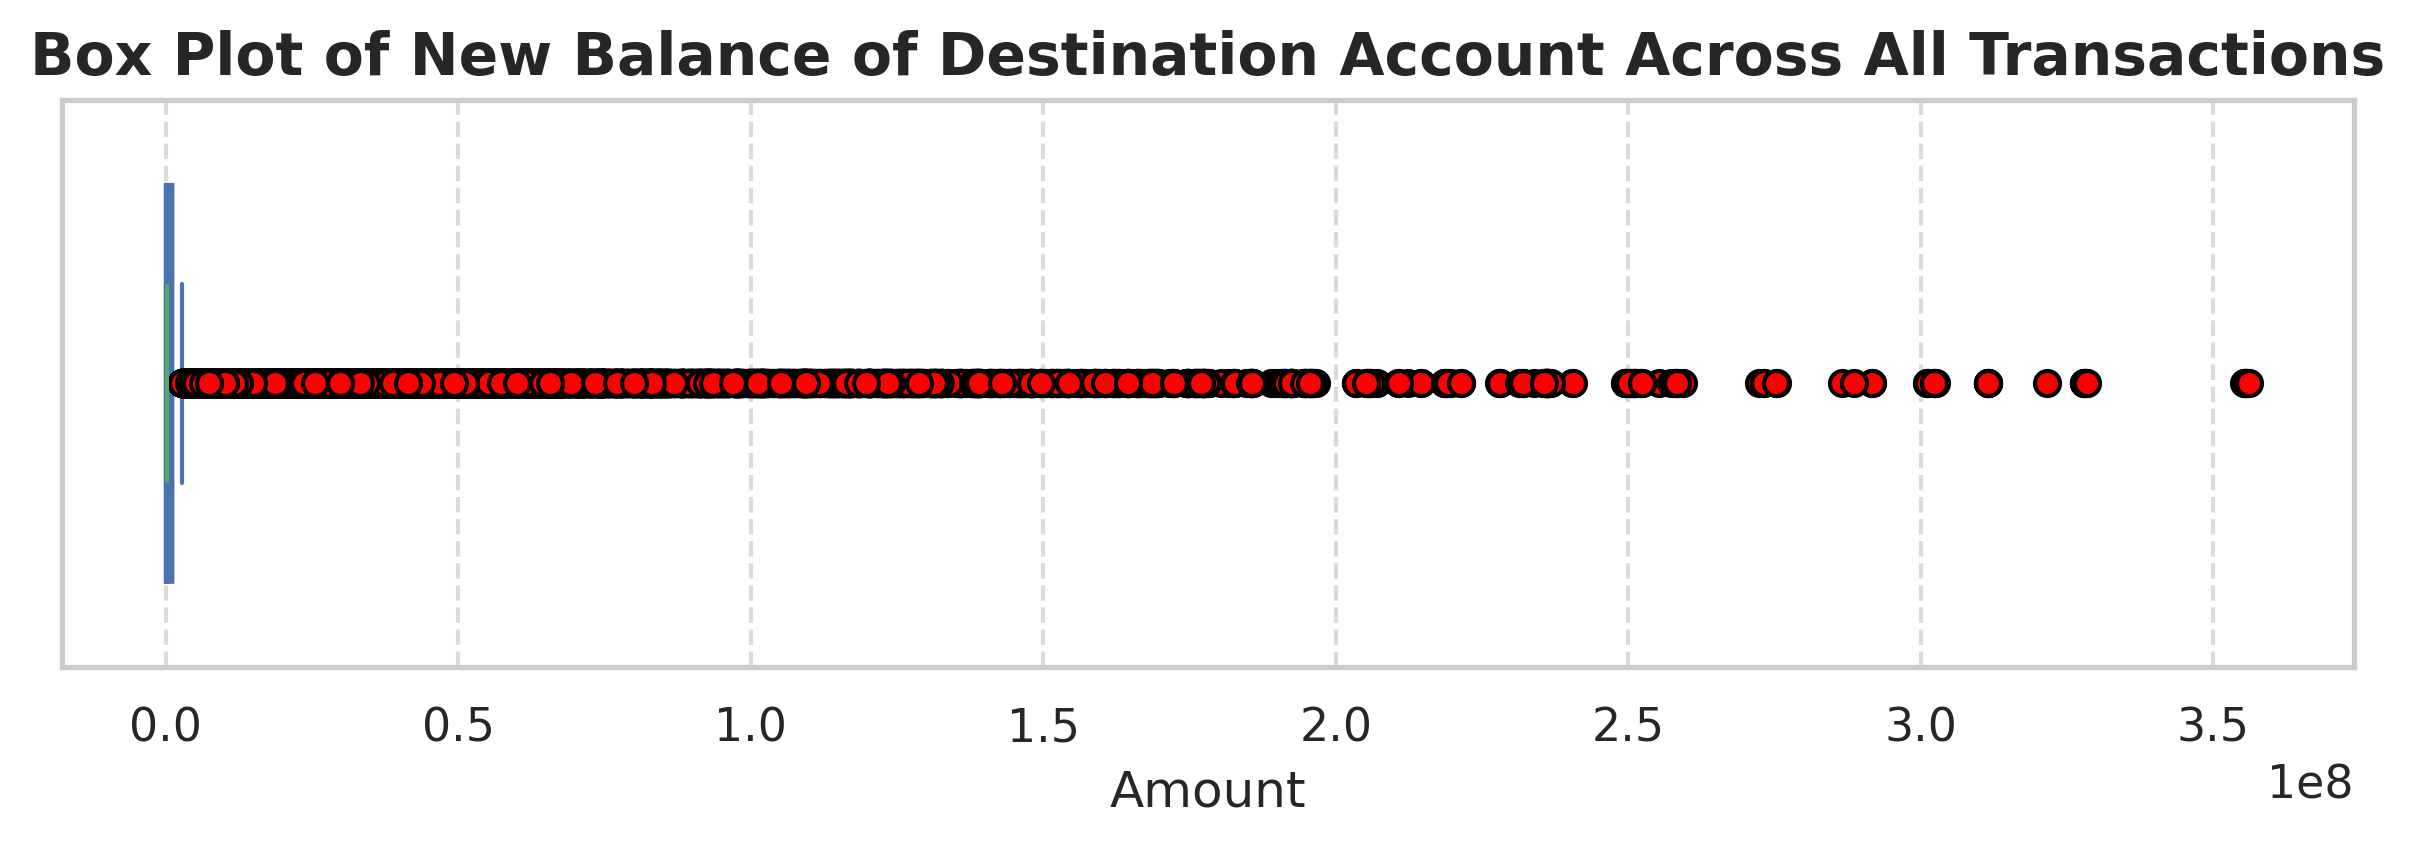 Box Plot of New Balance of Destination Account Across All Transactions
0.0 0.5 1.0 1.5 2.0 2.5 3.0 3.5
1e8
Amount